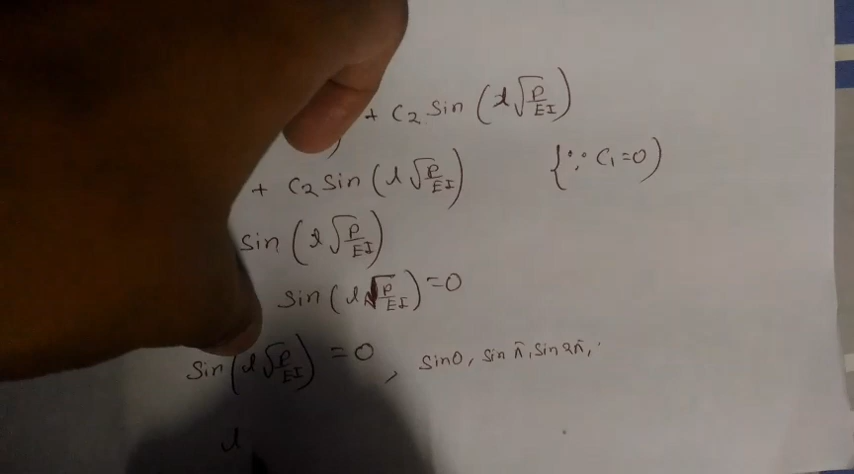 + C₂ sin (l√P/EI)
+ C₂ sin (l√P/EI) {∵ C₁=0)
sin (l√P/EI)
sin (l√P/EI) =0
sin (l√P/EI) =0 , sin0, sin π, sin 2π,
l